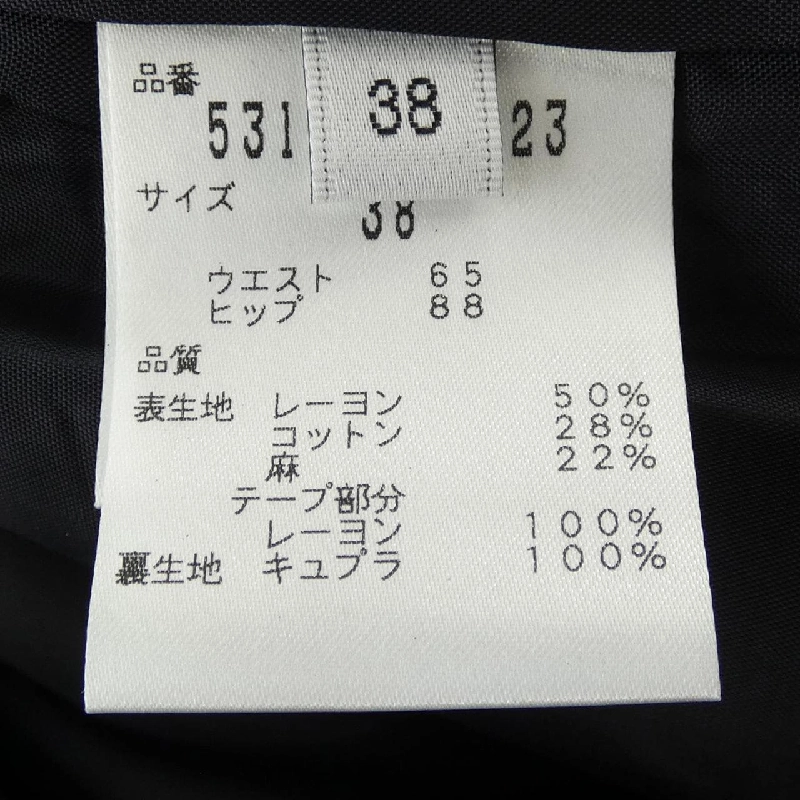 品番
38
531 23
サイズ
38
ウエスト 65
ヒップ 88
品質
表生地 レーヨン 50%
コットン 28%
麻 22%
テープ部分
レーヨン 100%
裏生地 キュプラ 100%